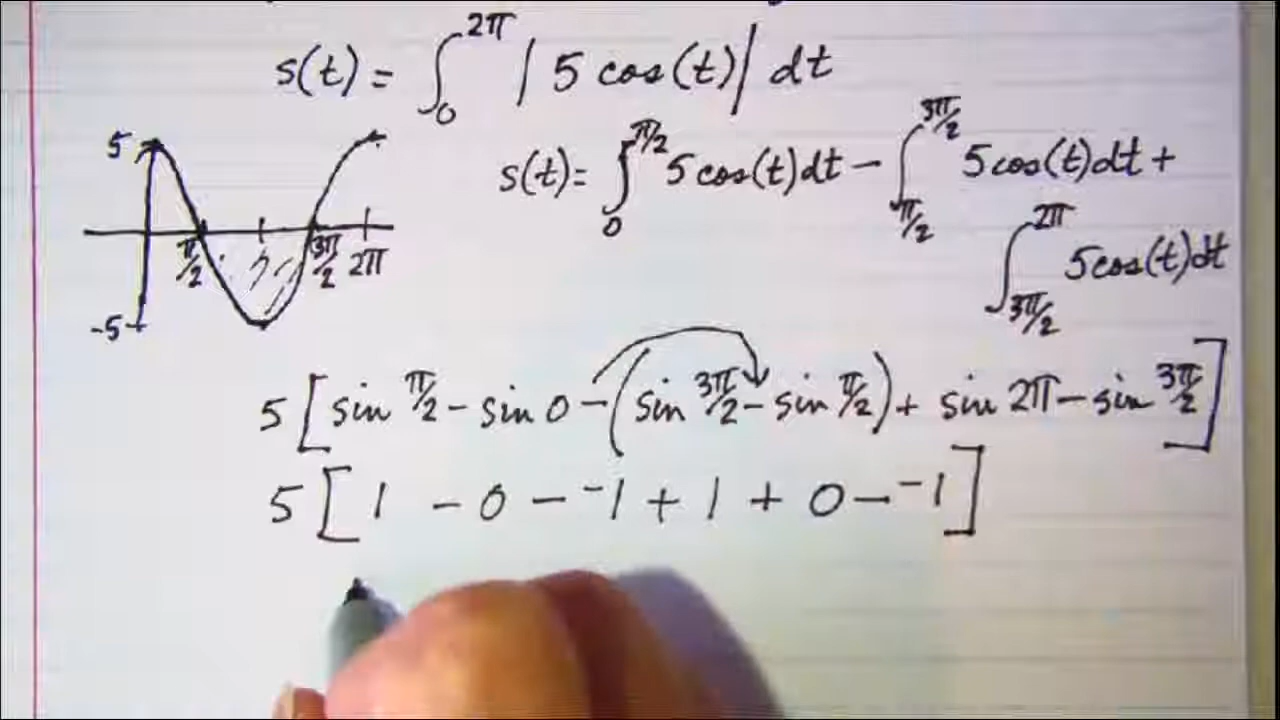 s(t) = ∫₀^2π | 5 cos(t) | dt
s(t) = ∫₀^π/2 5 cos(t) dt − ∫_π/2^3π/2 5 cos(t) dt +
∫_3π/2^2π 5 cos(t) dt
5
π/2 3π/2 2π
-5
5 [ sin π/2 − sin 0 − ( sin 3π/2 − sin π/2 ) + sin 2π − sin 3π/2 ]
5 [ 1 − 0 − ⁻1 + 1 + 0 − ⁻1 ]